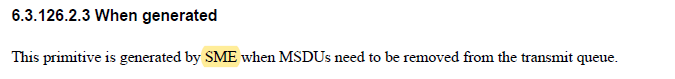 6.3.126.2.3 When generated
This primitive is generated by SME when MSDUs need to be removed from the transmit queue.